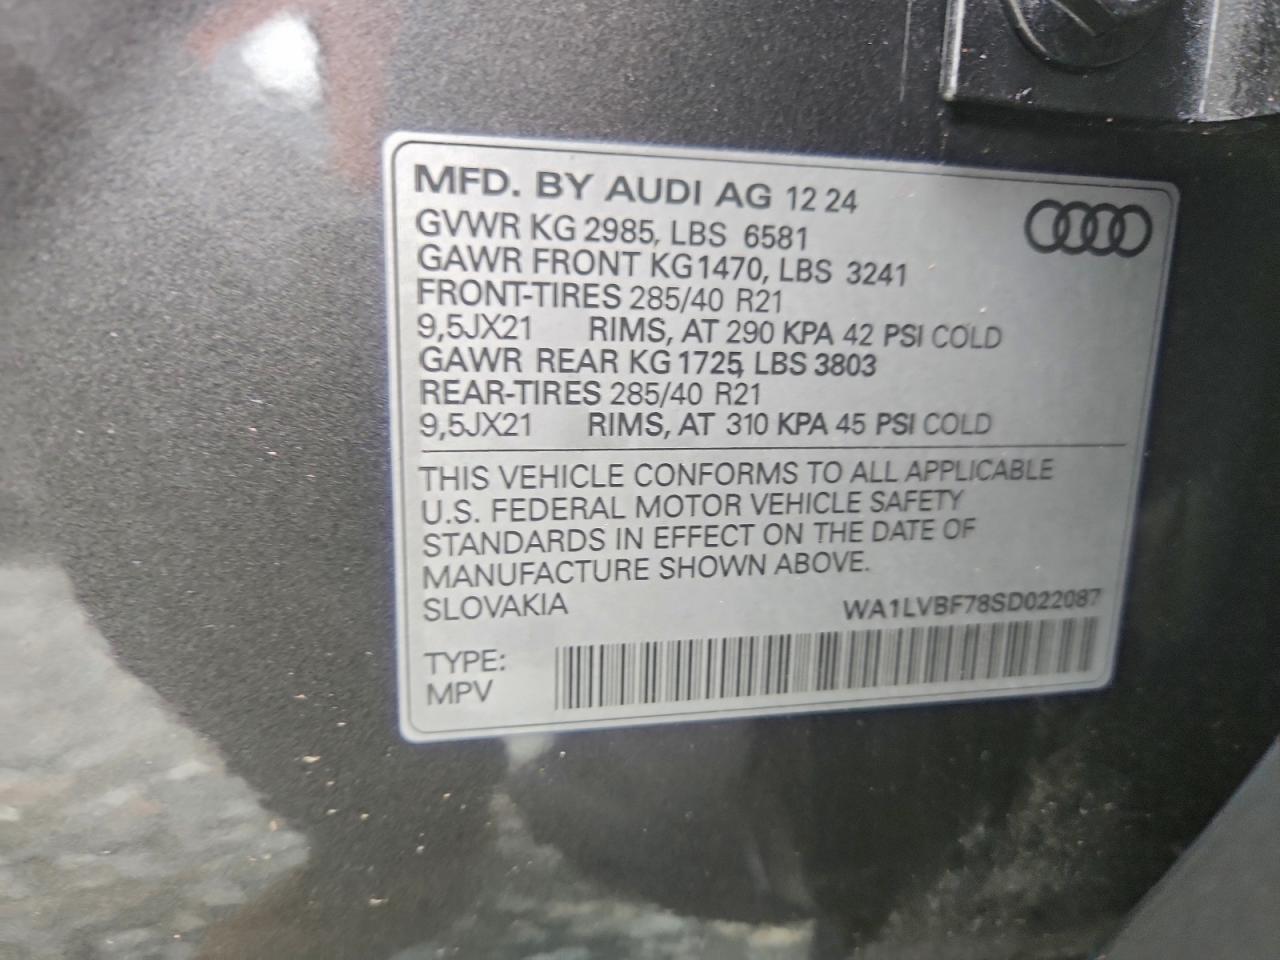 MFD. BY AUDI AG 12 24
GVWR KG 2985, LBS 6581
GAWR FRONT KG1470, LBS 3241
FRONT-TIRES 285/40 R21
9,5JX21 RIMS, AT 290 KPA 42 PSI COLD
GAWR REAR KG 1725, LBS 3803
REAR-TIRES 285/40 R21
9,5JX21 RIMS, AT 310 KPA 45 PSI COLD
THIS VEHICLE CONFORMS TO ALL APPLICABLE
U.S. FEDERAL MOTOR VEHICLE SAFETY
STANDARDS IN EFFECT ON THE DATE OF
MANUFACTURE SHOWN ABOVE.
SLOVAKIA WA1LVBF78SD022087
TYPE:
MPV